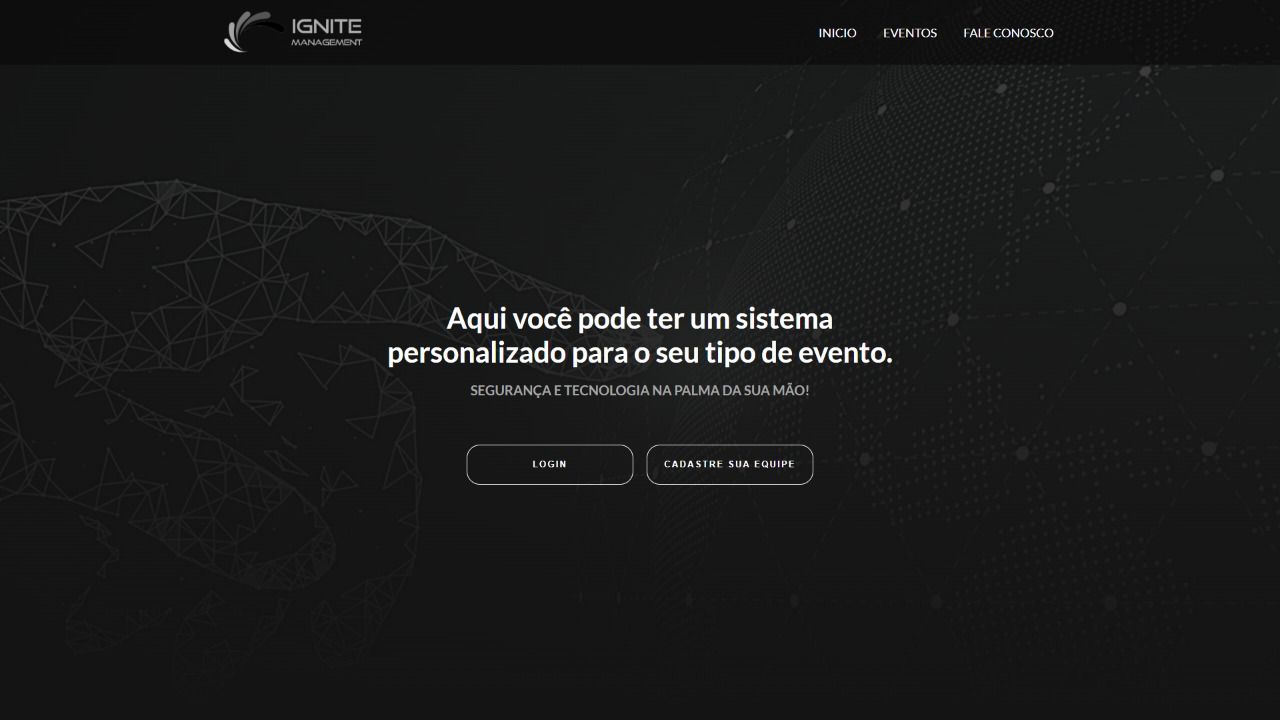 IGNITE
MANAGEMENT
INICIO EVENTOS FALE CONOSCO
Aqui você pode ter um sistema
personalizado para o seu tipo de evento.
SEGURANÇA E TECNOLOGIA NA PALMA DA SUA MÃO!
LOGIN CADASTRE SUA EQUIPE